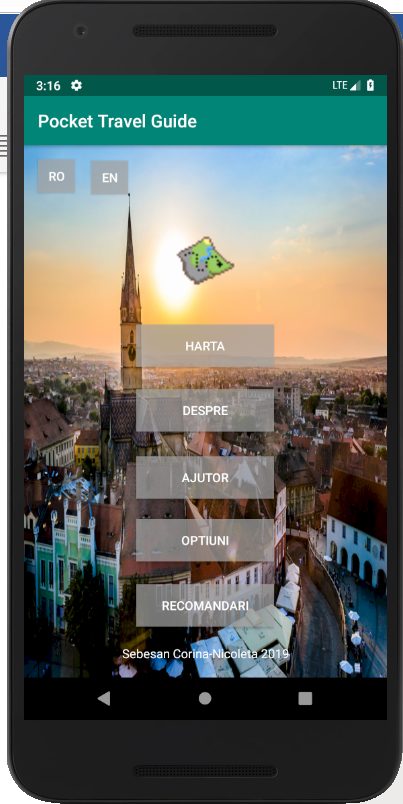 3:16
LTE
Pocket Travel Guide
RO
EN
HARTA
DESPRE
AJUTOR
OPTIUNI
RECOMANDARI
Sebesan Corina-Nicoleta 2019